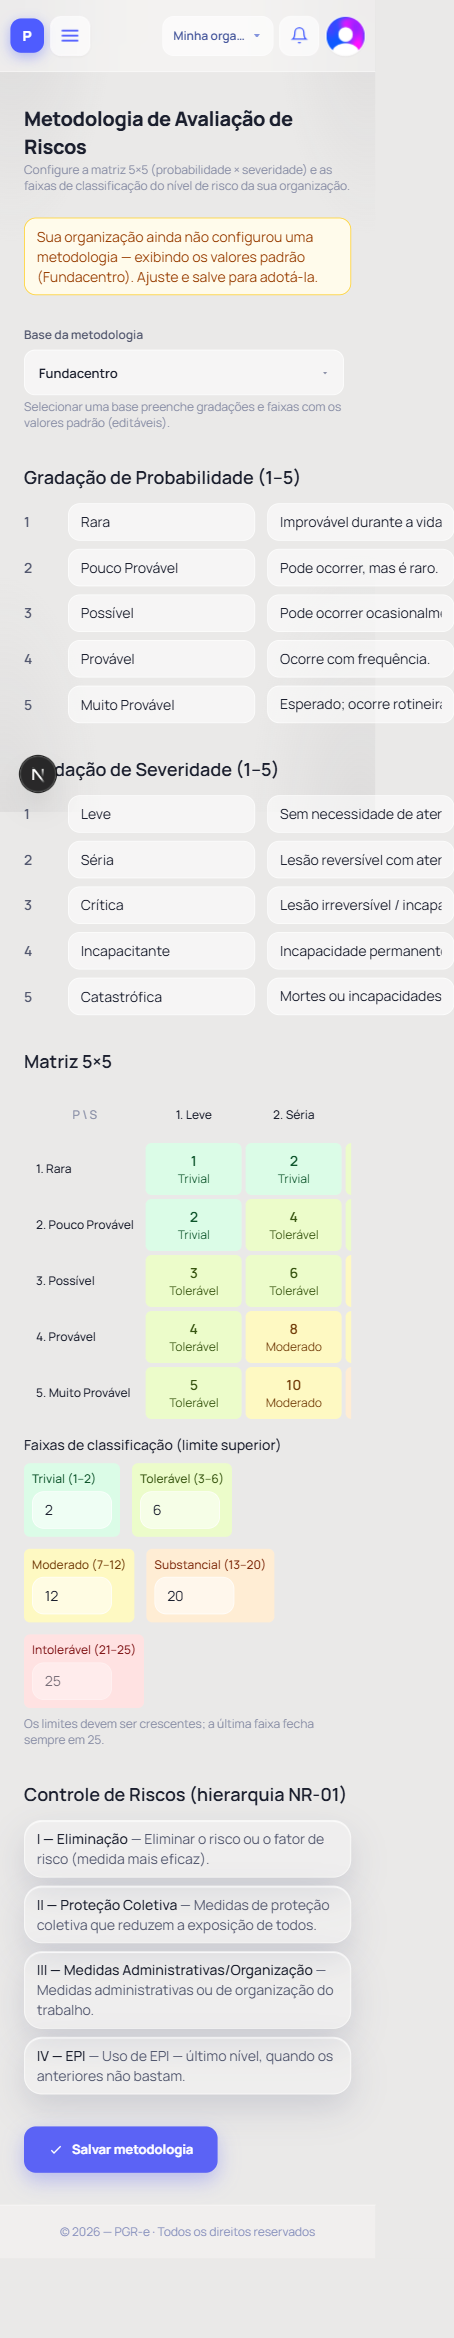 P
Minha orga...
Metodologia de Avaliação de
Riscos
Configure a matriz 5×5 (probabilidade × severidade) e as
faixas de classificação do nível de risco da sua organização.
Sua organização ainda não configurou uma
metodologia — exibindo os valores padrão
(Fundacentro). Ajuste e salve para adotá-la.
Base da metodologia
Fundacentro
Selecionar uma base preenche gradações e faixas com os
valores padrão (editáveis).
Gradação de Probabilidade (1–5)
1 Rara Improvável durante a vida
2 Pouco Provável Pode ocorrer, mas é raro.
3 Possível Pode ocorrer ocasionalm
4 Provável Ocorre com frequência.
5 Muito Provável Esperado; ocorre rotineira
N
dação de Severidade (1–5)
1 Leve Sem necessidade de aten
2 Séria Lesão reversível com aten
3 Crítica Lesão irreversível / incapa
4 Incapacitante Incapacidade permanent
5 Catastrófica Mortes ou incapacidades
Matriz 5×5
P \ S 1. Leve 2. Séria
1. Rara 1 Trivial 2 Trivial
2. Pouco Provável 2 Trivial 4 Tolerável
3. Possível 3 Tolerável 6 Tolerável
4. Provável 4 Tolerável 8 Moderado
5. Muito Provável 5 Tolerável 10 Moderado
Faixas de classificação (limite superior)
Trivial (1–2) Tolerável (3–6)
2 6
Moderado (7–12) Substancial (13–20)
12 20
Intolerável (21–25)
25
Os limites devem ser crescentes; a última faixa fecha
sempre em 25.
Controle de Riscos (hierarquia NR-01)
I — Eliminação — Eliminar o risco ou o fator de
risco (medida mais eficaz).
II — Proteção Coletiva — Medidas de proteção
coletiva que reduzem a exposição de todos.
III — Medidas Administrativas/Organização —
Medidas administrativas ou de organização do
trabalho.
IV — EPI — Uso de EPI — último nível, quando os
anteriores não bastam.
Salvar metodologia
© 2026 — PGR-e · Todos os direitos reservados